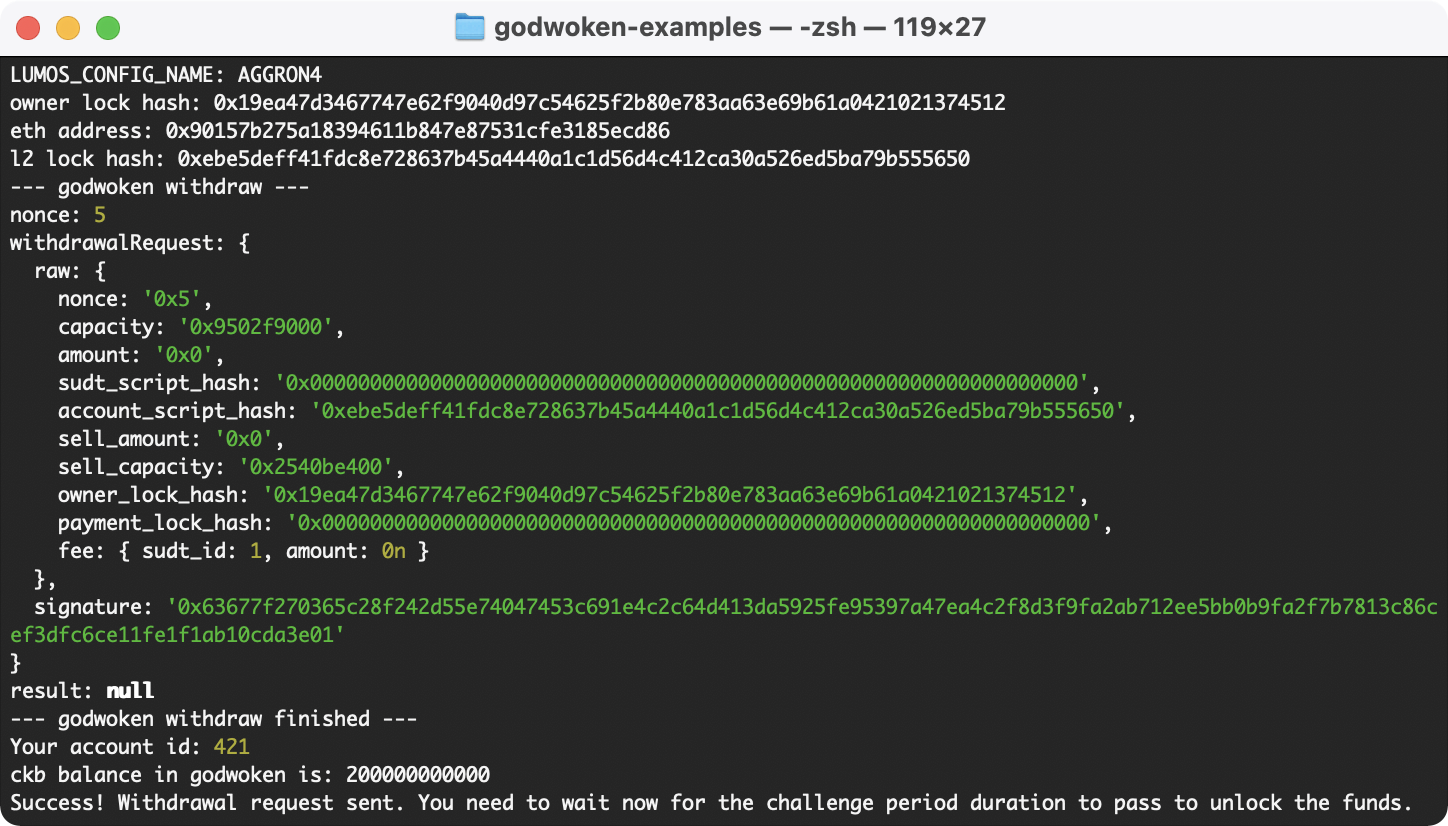 godwoken-examples — -zsh — 119×27
LUMOS_CONFIG_NAME: AGGRON4
owner lock hash: 0x19ea47d3467747e62f9040d97c54625f2b80e783aa63e69b61a0421021374512
eth address: 0x90157b275a18394611b847e87531cfe3185ecd86
l2 lock hash: 0xebe5deff41fdc8e728637b45a4440a1c1d56d4c412ca30a526ed5ba79b555650
--- godwoken withdraw ---
nonce: 5
withdrawalRequest: {
  raw: {
    nonce: '0x5',
    capacity: '0x9502f9000',
    amount: '0x0',
    sudt_script_hash: '0x0000000000000000000000000000000000000000000000000000000000000000',
    account_script_hash: '0xebe5deff41fdc8e728637b45a4440a1c1d56d4c412ca30a526ed5ba79b555650',
    sell_amount: '0x0',
    sell_capacity: '0x2540be400',
    owner_lock_hash: '0x19ea47d3467747e62f9040d97c54625f2b80e783aa63e69b61a0421021374512',
    payment_lock_hash: '0x0000000000000000000000000000000000000000000000000000000000000000',
    fee: { sudt_id: 1, amount: 0n }
  },
  signature: '0x63677f270365c28f242d55e74047453c691e4c2c64d413da5925fe95397a47ea4c2f8d3f9fa2ab712ee5bb0b9fa2f7b7813c86c
ef3dfc6ce11fe1f1ab10cda3e01'
}
result: null
--- godwoken withdraw finished ---
Your account id: 421
ckb balance in godwoken is: 200000000000
Success! Withdrawal request sent. You need to wait now for the challenge period duration to pass to unlock the funds.